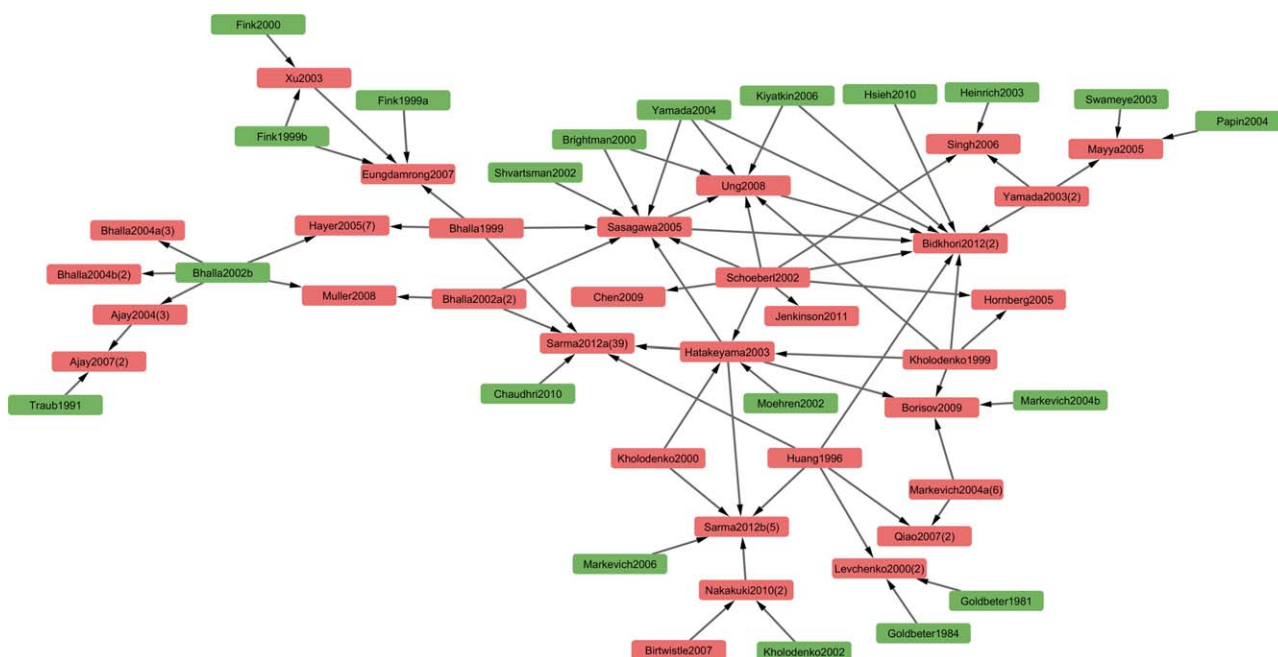 Fink2000
Xu2003
Fink1999a
Fink1999b
Eungdamrong2007
Yamada2004
Kiyatkin2006
Hsieh2010
Heinrich2003
Swameye2003
Papin2004
Brightman2000
Singh2006
Mayya2005
Shvartsman2002
Ung2008
Yamada2003(2)
Bhalla2004a(3)
Hayer2005(7)
Bhalla1999
Sasagawa2005
Bidkhori2012(2)
Bhalla2004b(2)
Bhalla2002b
Schoeberl2002
Muller2008
Bhalla2002a(2)
Chen2009
Hornberg2005
Ajay2004(3)
Jenkinson2011
Sarma2012a(39)
Hatakeyama2003
Kholodenko1999
Ajay2007(2)
Traub1991
Chaudhri2010
Moehren2002
Borisov2009
Markevich2004b
Kholodenko2000
Huang1996
Markevich2004a(6)
Sarma2012b(5)
Qiao2007(2)
Markevich2006
Levchenko2000(2)
Nakakuki2010(2)
Goldbeter1981
Goldbeter1984
Birtwistle2007
Kholodenko2002